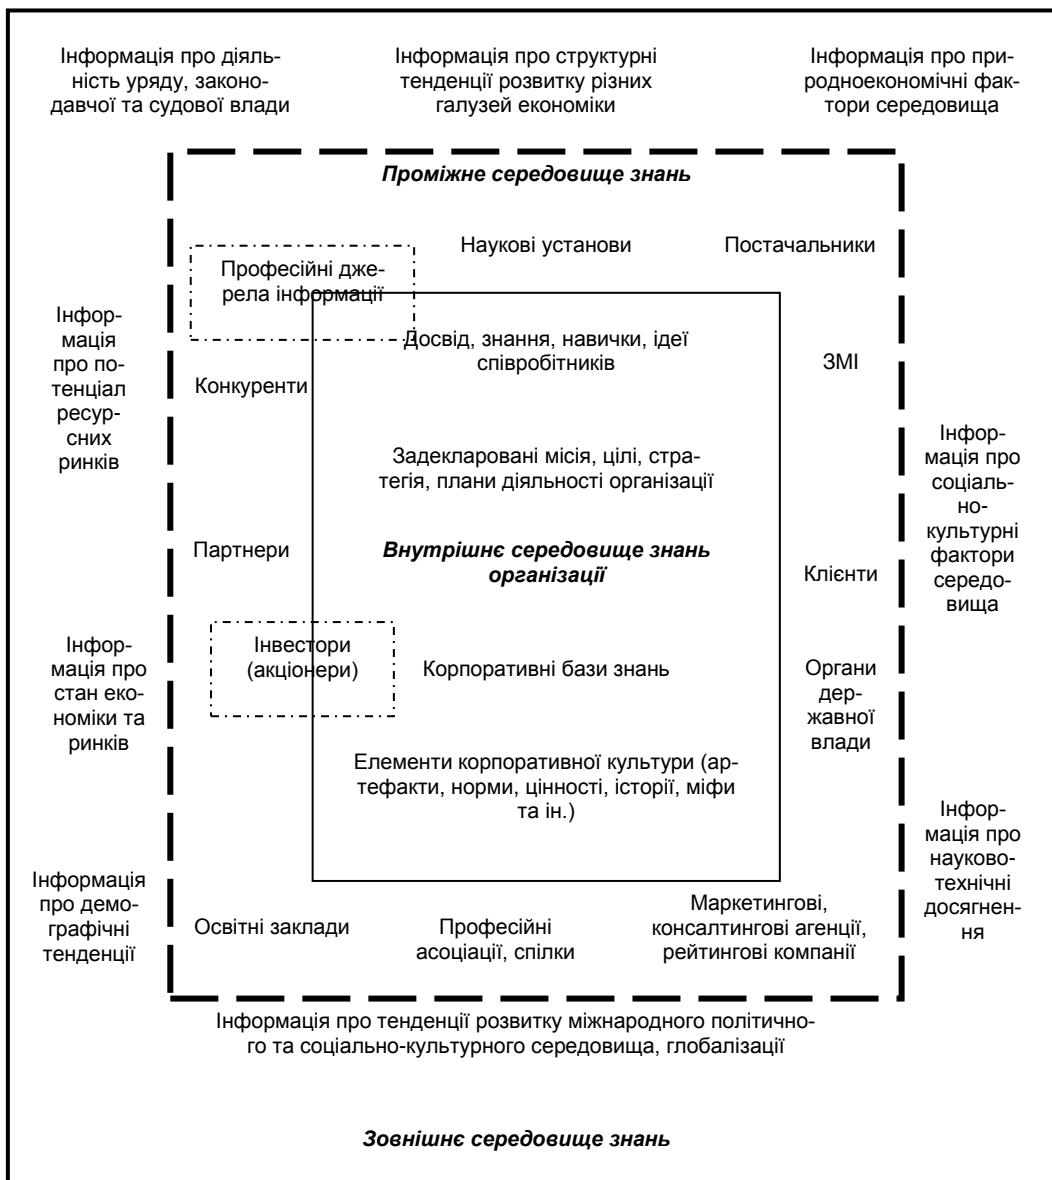 Інформація про діяль-
ність уряду, законо-
давчої та судової влади
Інформація про структурні
тенденції розвитку різних
галузей економіки
Інформація про при-
родноекономічні фак-
тори середовища
Проміжне середовище знань
Наукові установи
Постачальники
Професійні дже-
рела інформації
Інфор-
мація
про по-
тенціал
ресур-
сних
ринків
Досвід, знання, навички, ідеї
співробітників
ЗМІ
Конкуренти
Задекларовані місія, цілі, стра-
тегія, плани діяльності організації
Інфор-
мація про
соціаль-
но-
культурні
фактори
середо-
вища
Партнери
Внутрішнє середовище знань
організації
Клієнти
Інфор-
мація про
стан еко-
номіки та
ринків
Інвестори
(акціонери)
Корпоративні бази знань
Органи
дер-
жавної
влади
Елементи корпоративної культури (ар-
тефакти, норми, цінності, історії, міфи
та ін.)
Інфор-
мація про
науково-
технічні
досягнен-
ня
Інформація
про демо-
графічні
тенденції
Освітні заклади
Професійні
асоціації, спілки
Маркетингові,
консалтингові агенції,
рейтингові компанії
Інформація про тенденції розвитку міжнародного політично-
го та соціально-культурного середовища, глобалізації
Зовнішнє середовище знань